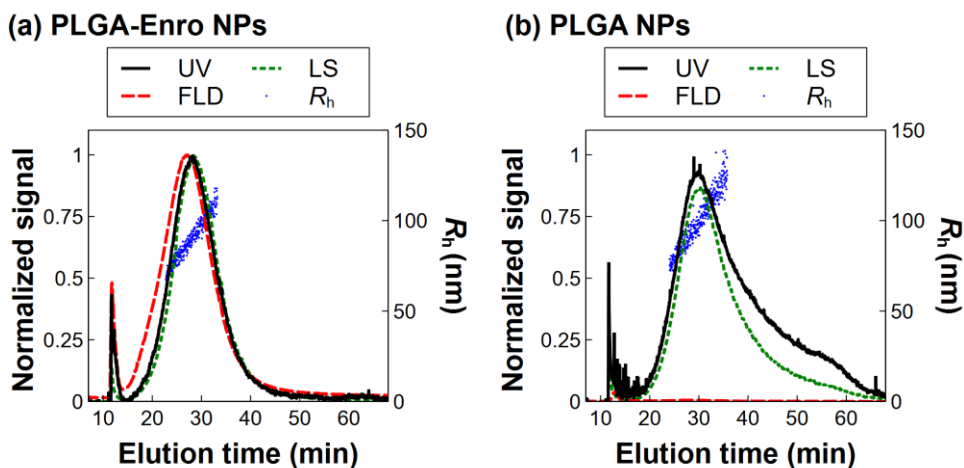 (a) PLGA-Enro NPs
UV
LS
FLD
Rh
Normalized signal
1
0.75
0.5
0.25
0
150
100
50
0
Rh (nm)
10 20 30 40 50 60
Elution time (min)
(b) PLGA NPs
UV
LS
FLD
Rh
Normalized signal
1
0.75
0.5
0.25
0
150
100
50
0
Rh (nm)
10 20 30 40 50 60
Elution time (min)